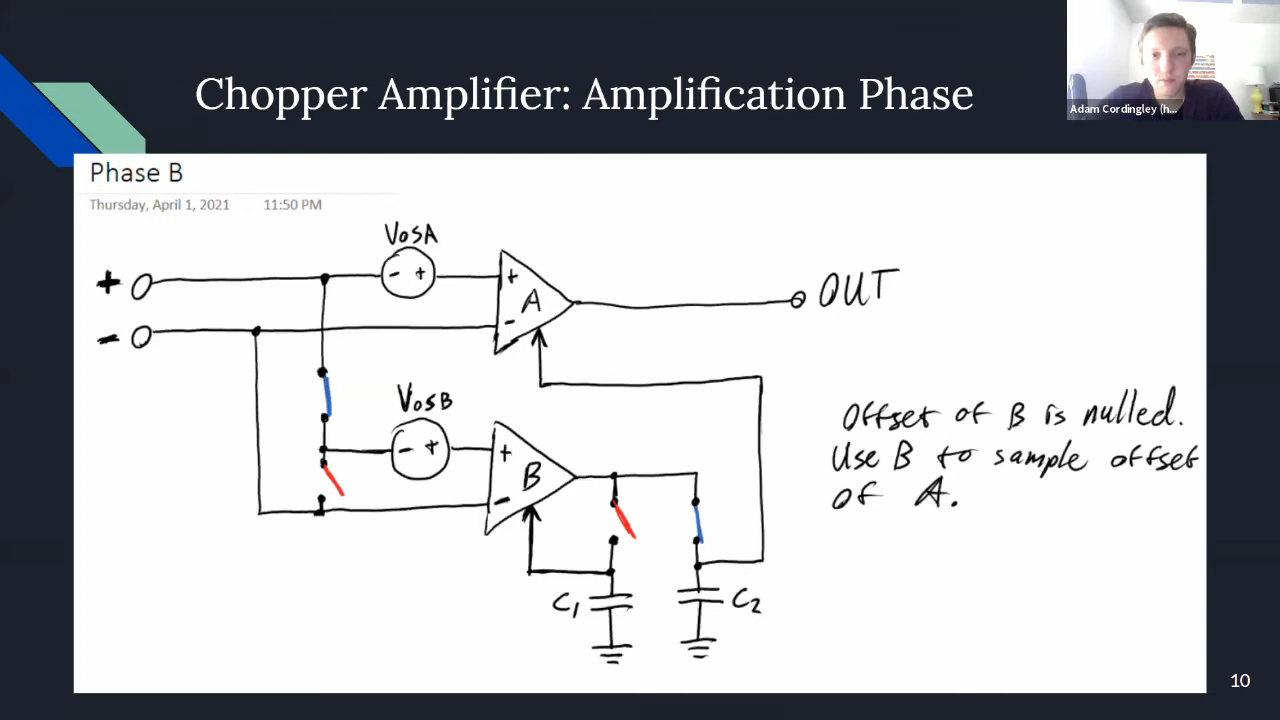 Chopper Amplifier: Amplification Phase
Adam Cordingley (h...
Phase B
Thursday, April 1, 2021 11:50 PM
VosA
+
- +
+
A
-
OUT
-
VosB
- +
+
B
-
Offset of B is nulled.
Use B to sample offset
of A.
C1
C2
10